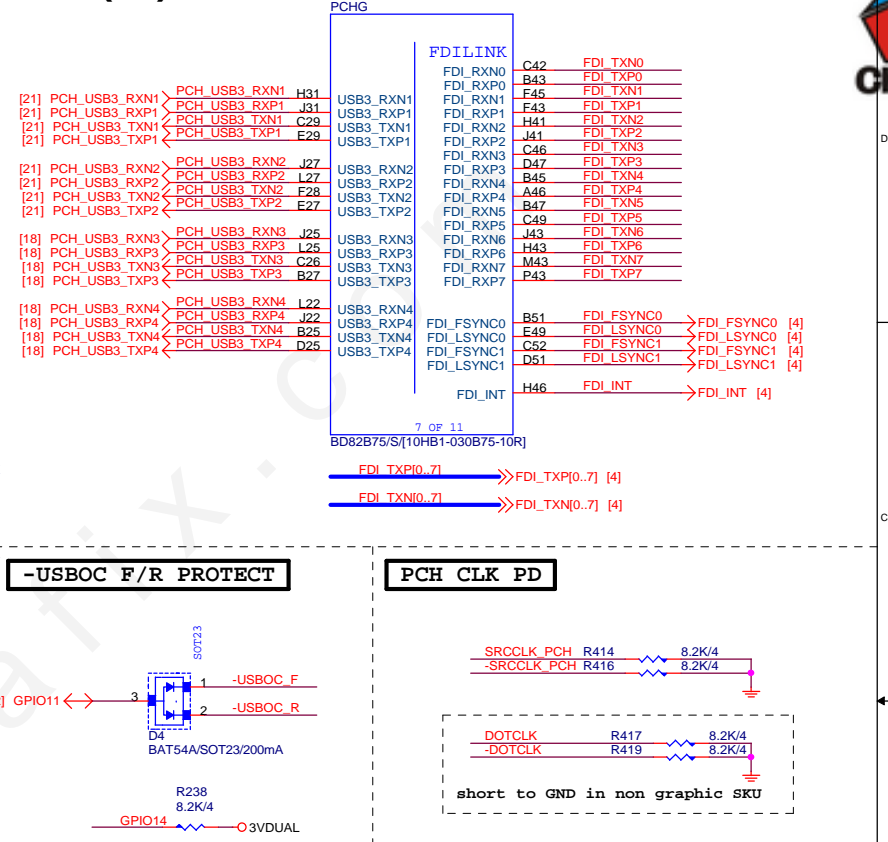 PCHG
FDILINK
[21] PCH_USB3_RXN1 PCH_USB3_RXN1 H31 USB3_RXN1
[21] PCH_USB3_RXP1 PCH_USB3_RXP1 J31 USB3_RXP1
[21] PCH_USB3_TXN1 PCH_USB3_TXN1 C29 USB3_TXN1
[21] PCH_USB3_TXP1 PCH_USB3_TXP1 E29 USB3_TXP1
[21] PCH_USB3_RXN2 PCH_USB3_RXN2 J27 USB3_RXN2
[21] PCH_USB3_RXP2 PCH_USB3_RXP2 L27 USB3_RXP2
[21] PCH_USB3_TXN2 PCH_USB3_TXN2 F28 USB3_TXN2
[21] PCH_USB3_TXP2 PCH_USB3_TXP2 E27 USB3_TXP2
[18] PCH_USB3_RXN3 PCH_USB3_RXN3 J25 USB3_RXN3
[18] PCH_USB3_RXP3 PCH_USB3_RXP3 L25 USB3_RXP3
[18] PCH_USB3_TXN3 PCH_USB3_TXN3 C26 USB3_TXN3
[18] PCH_USB3_TXP3 PCH_USB3_TXP3 B27 USB3_TXP3
[18] PCH_USB3_RXN4 PCH_USB3_RXN4 L22 USB3_RXN4
[18] PCH_USB3_RXP4 PCH_USB3_RXP4 J22 USB3_RXP4
[18] PCH_USB3_TXN4 PCH_USB3_TXN4 B25 USB3_TXN4
[18] PCH_USB3_TXP4 PCH_USB3_TXP4 D25 USB3_TXP4
FDI_RXN0 C42 FDI_TXN0
FDI_RXP0 B43 FDI_TXP0
FDI_RXN1 F45 FDI_TXN1
FDI_RXP1 F43 FDI_TXP1
FDI_RXN2 H41 FDI_TXN2
FDI_RXP2 J41 FDI_TXP2
FDI_RXN3 C46 FDI_TXN3
FDI_RXP3 D47 FDI_TXP3
FDI_RXN4 B45 FDI_TXN4
FDI_RXP4 A46 FDI_TXP4
FDI_RXN5 B47 FDI_TXN5
FDI_RXP5 C49 FDI_TXP5
FDI_RXN6 J43 FDI_TXN6
FDI_RXP6 H43 FDI_TXP6
FDI_RXN7 M43 FDI_TXN7
FDI_RXP7 P43 FDI_TXP7
FDI_FSYNC0 B51 FDI_FSYNC0 FDI_FSYNC0 [4]
FDI_LSYNC0 E49 FDI_LSYNC0 FDI_LSYNC0 [4]
FDI_FSYNC1 C52 FDI_FSYNC1 FDI_FSYNC1 [4]
FDI_LSYNC1 D51 FDI_LSYNC1 FDI_LSYNC1 [4]
FDI_INT H46 FDI_INT FDI_INT [4]
7 OF 11
BD82B75/S/[10HB1-030B75-10R]
FDI_TXP[0..7] FDI_TXP[0..7] [4]
FDI_TXN[0..7] FDI_TXN[0..7] [4]
D
C
-USBOC F/R PROTECT
SOT23
GPIO11 3 1 -USBOC_F
2 -USBOC_R
D4
BAT54A/SOT23/200mA
R238
8.2K/4
GPIO14 3VDUAL
PCH CLK PD
SRCCLK_PCH R414 8.2K/4
-SRCCLK_PCH R416 8.2K/4
DOTCLK R417 8.2K/4
-DOTCLK R419 8.2K/4
short to GND in non graphic SKU